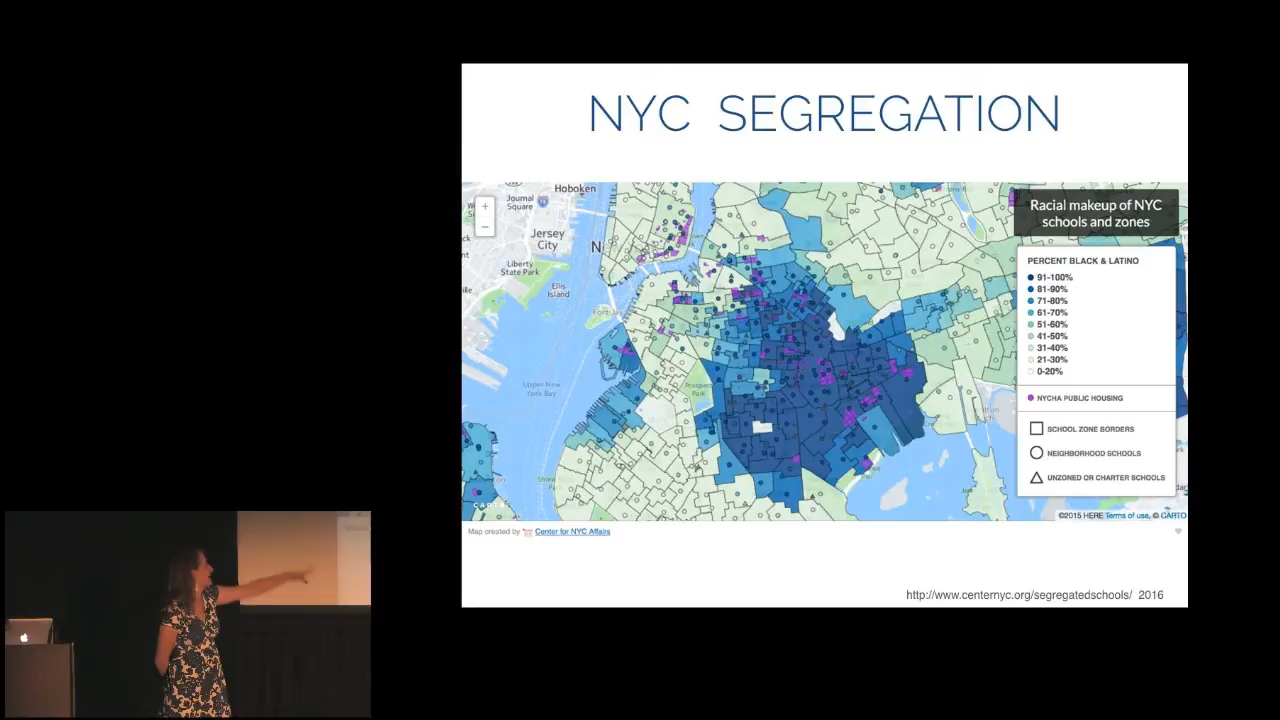 NYC SEGREGATION
Hoboken
Journal
Square
Jersey
City
N
Liberty
State Park
Ellis
Island
Fort Jay
Upper New
York Bay
Prospect
Park
+
−
Racial makeup of NYC
schools and zones
PERCENT BLACK & LATINO
91-100%
81-90%
71-80%
61-70%
51-60%
41-50%
31-40%
21-30%
0-20%
NYCHA PUBLIC HOUSING
SCHOOL ZONE BORDERS
NEIGHBORHOOD SCHOOLS
UNZONED OR CHARTER SCHOOLS
©2015 HERE Terms of use, © CARTO
Map created by Center for NYC Affairs
http://www.centernyc.org/segregatedschools/ 2016